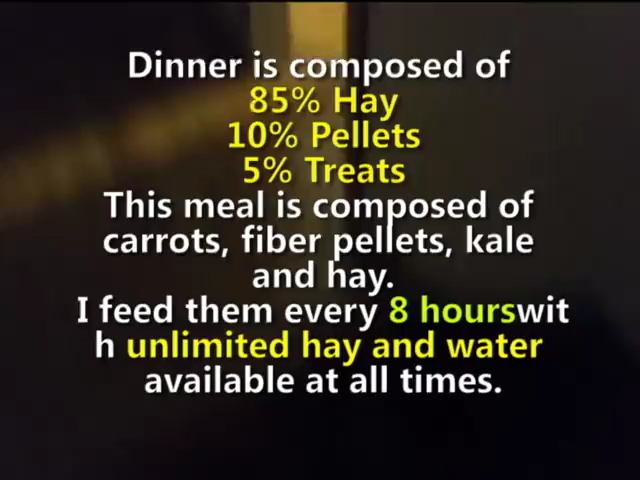 Dinner is composed of
85% Hay
10% Pellets
5% Treats
This meal is composed of
carrots, fiber pellets, kale
and hay.
I feed them every 8 hourswit
h unlimited hay and water
available at all times.